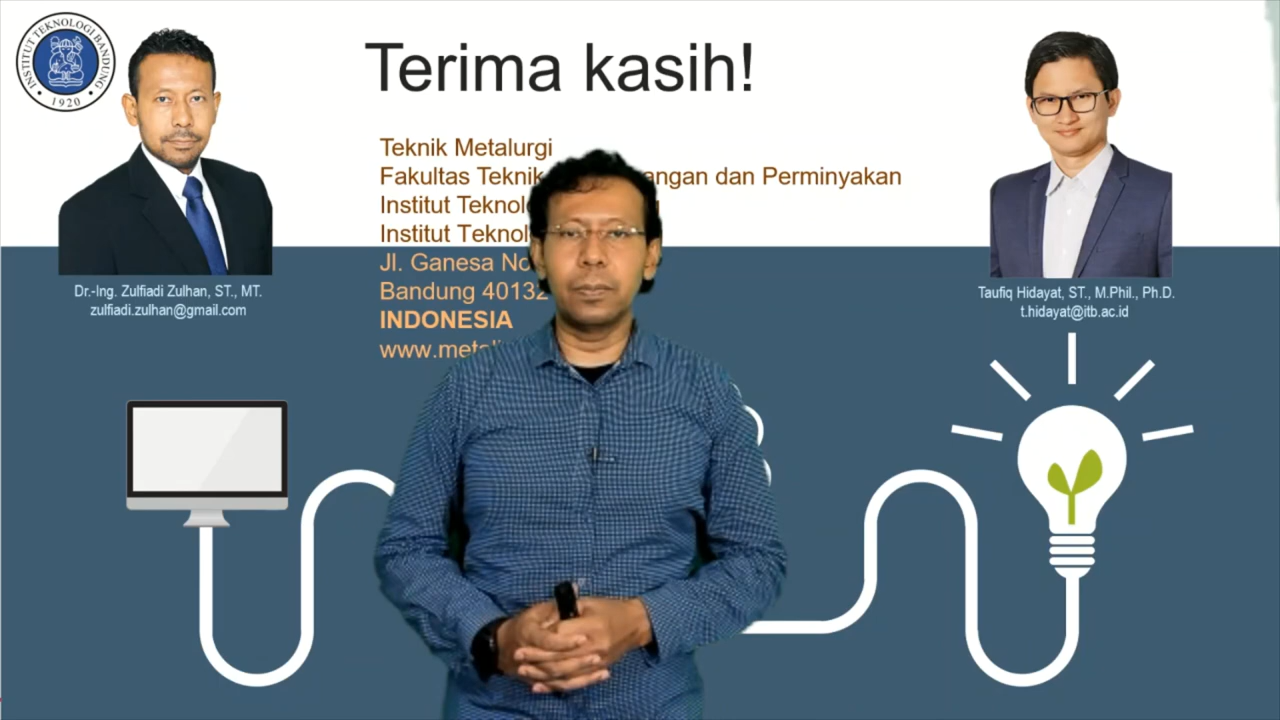 INSTITUT TEKNOLOGI BANDUNG
1920
Terima kasih!
Teknik Metalurgi
Fakultas Teknik angan dan Perminyakan
Institut Teknolo
Institut Teknol
Jl. Ganesa No
Bandung 40132
INDONESIA
www.metal
Dr.-Ing. Zulfiadi Zulhan, ST., MT.
zulfiadi.zulhan@gmail.com
Taufiq Hidayat, ST., M.Phil., Ph.D.
t.hidayat@itb.ac.id